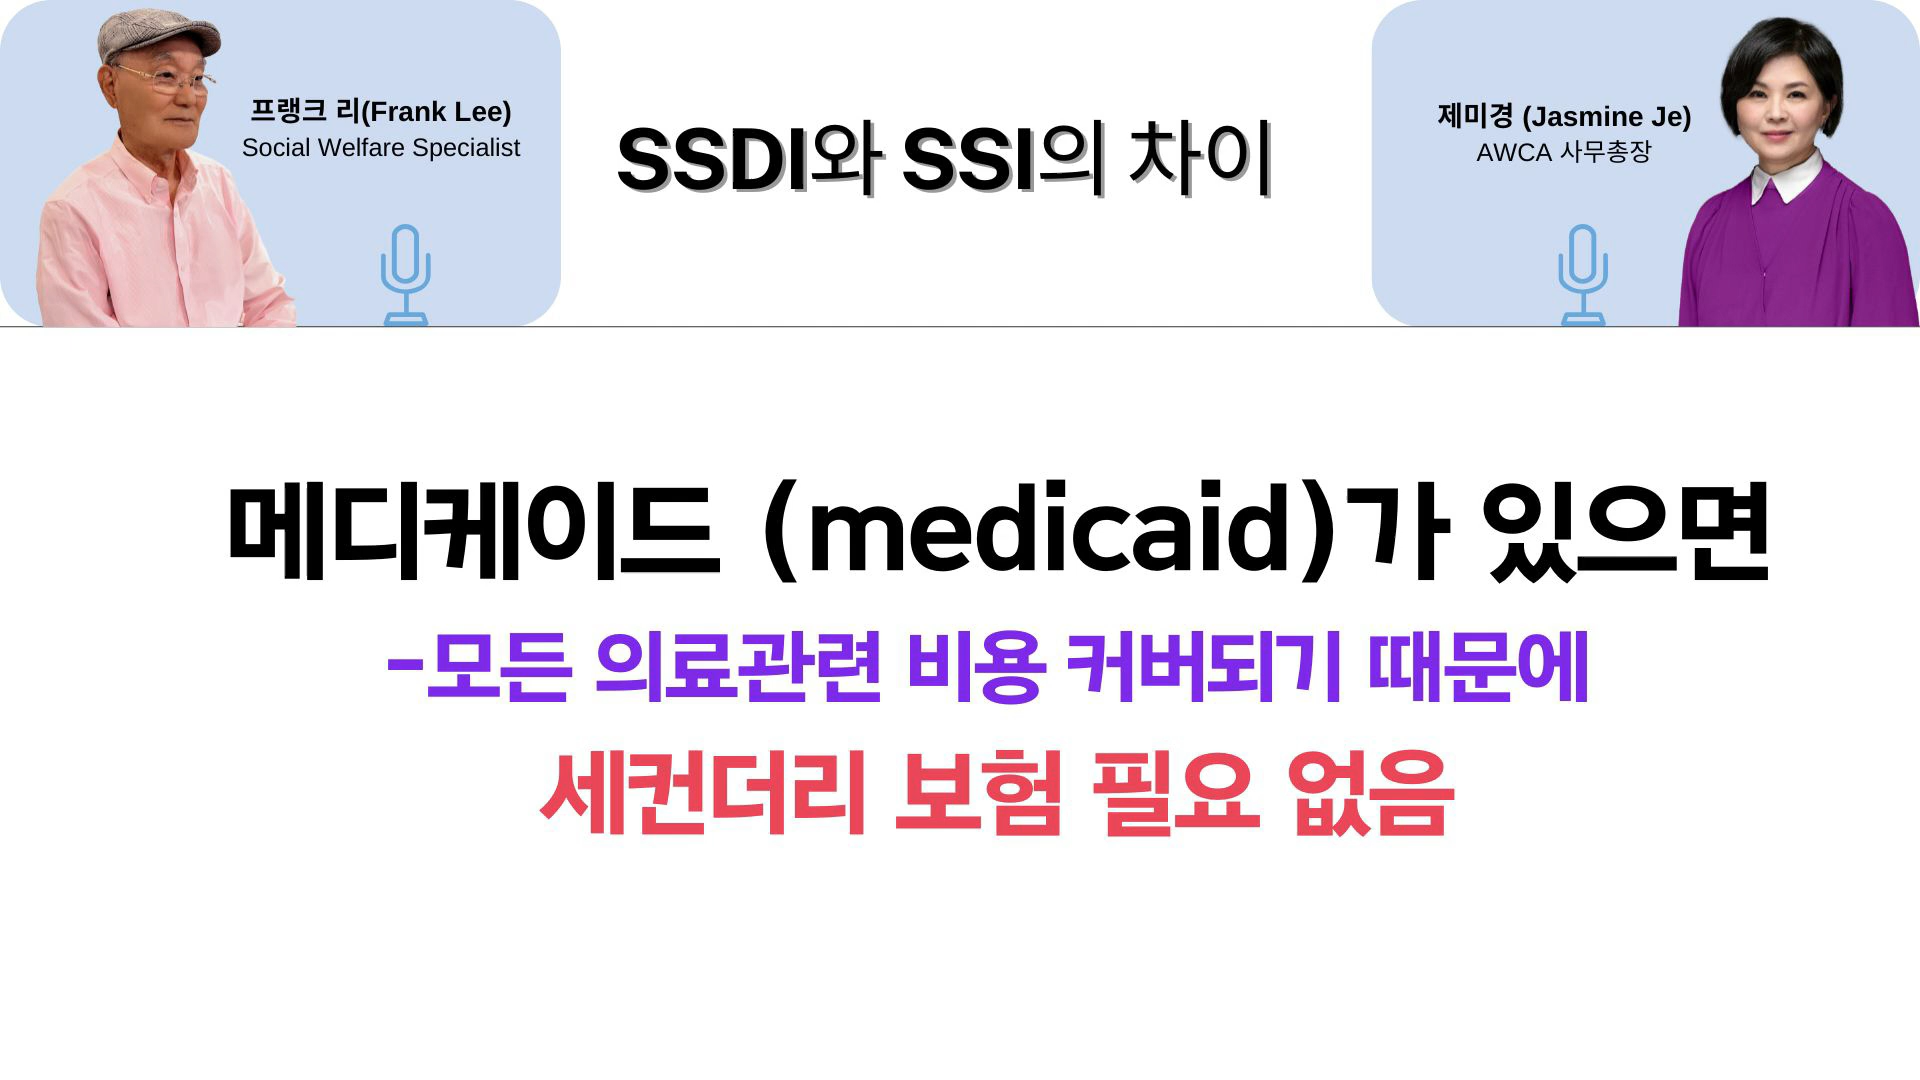 프랭크 리(Frank Lee)
Social Welfare Specialist
SSDI와 SSI의 차이
제미경 (Jasmine Je)
AWCA 사무총장
메디케이드 (medicaid)가 있으면
-모든 의료관련 비용 커버되기 때문에
세컨더리 보험 필요 없음